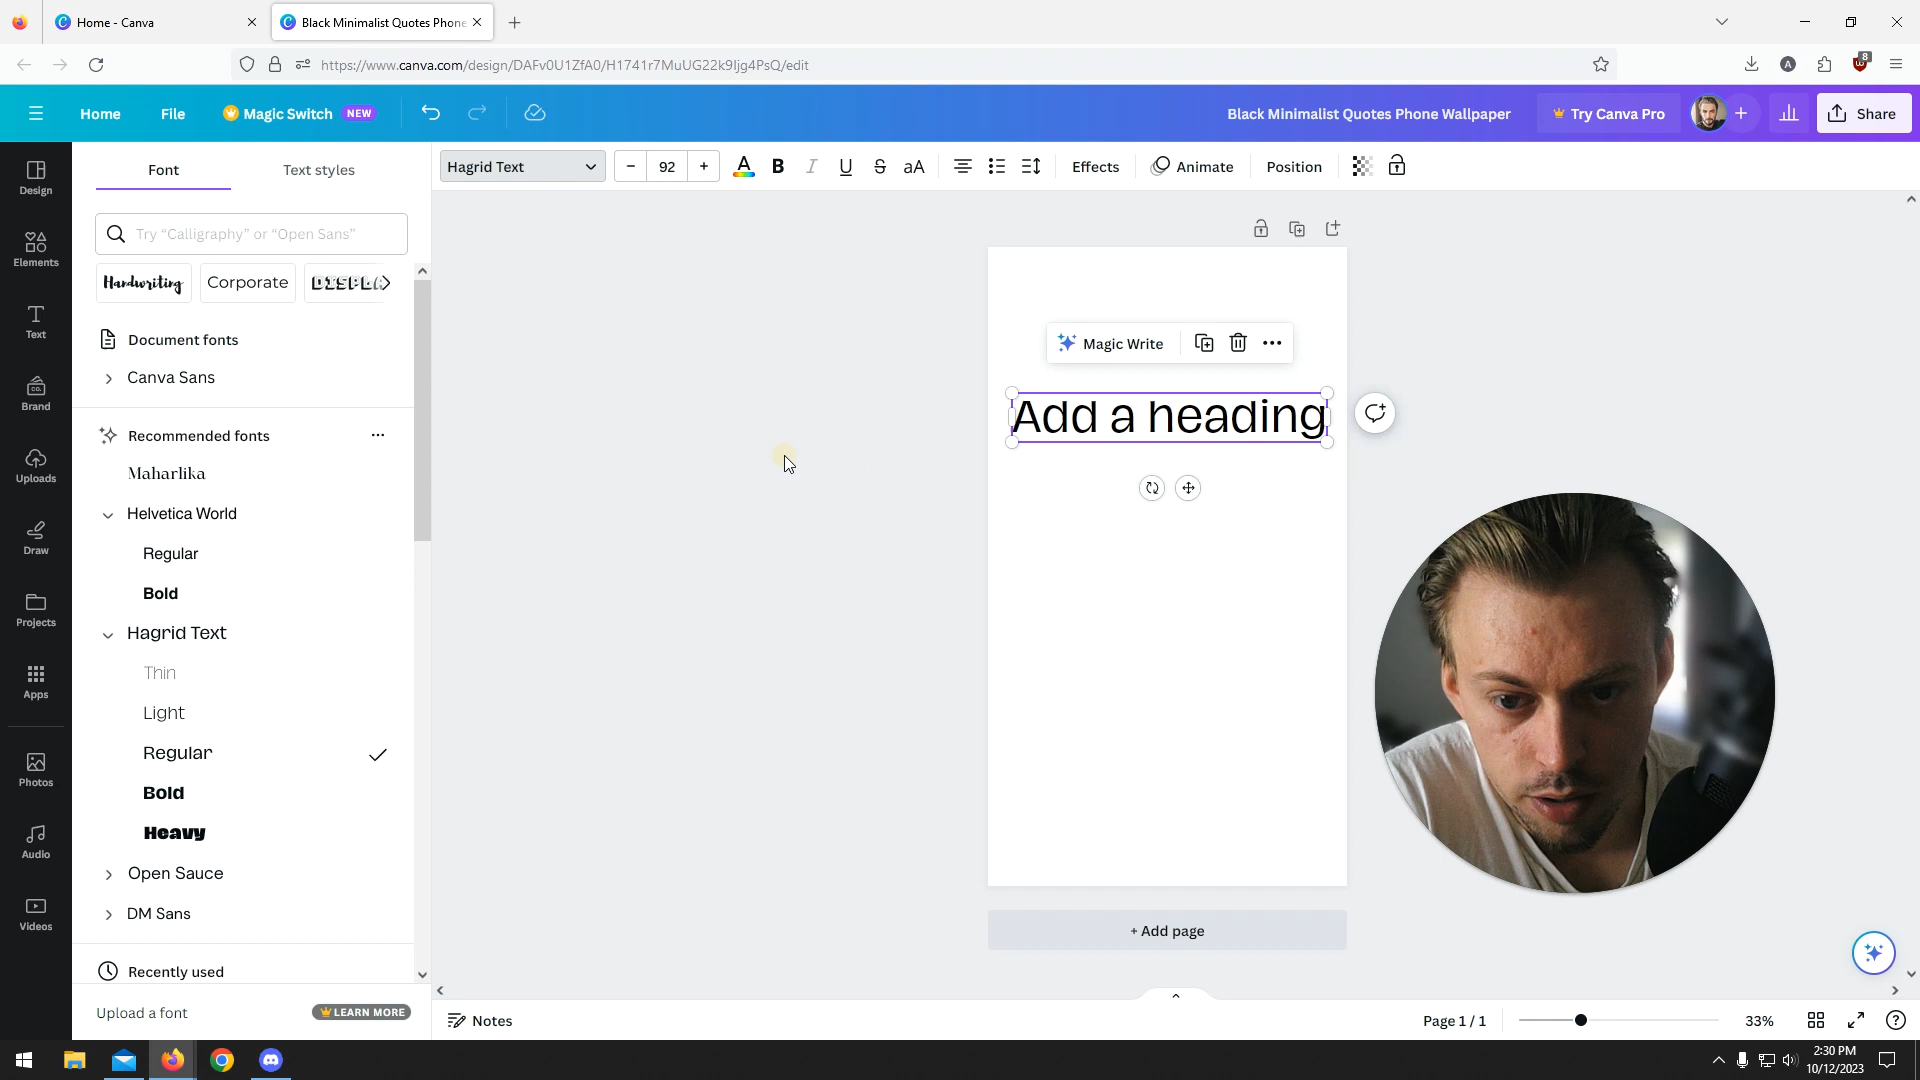 Home - Canva
Black Minimalist Quotes Phone
https://www.canva.com/design/DAFv0U1ZfA0/H1741r7MuUG22k9Ijg4PsQ/edit
A
8
Home
File
Magic Switch NEW
Black Minimalist Quotes Phone Wallpaper
Try Canva Pro
Share
Font
Text styles
Hagrid Text
− 92 +
A B I U S aA
Effects
Animate
Position
Try “Calligraphy” or “Open Sans”
Handwriting
Corporate
Design
Elements
Text
Brand
Uploads
Draw
Projects
Apps
Photos
Audio
Videos
Document fonts
Canva Sans
Recommended fonts
Maharlika
Helvetica World
Regular
Bold
Hagrid Text
Thin
Light
Regular
Bold
Heavy
Open Sauce
DM Sans
Recently used
Upload a font
LEARN MORE
Magic Write
Add a heading
+ Add page
Notes
Page 1 / 1
33%
2:30 PM
10/12/2023